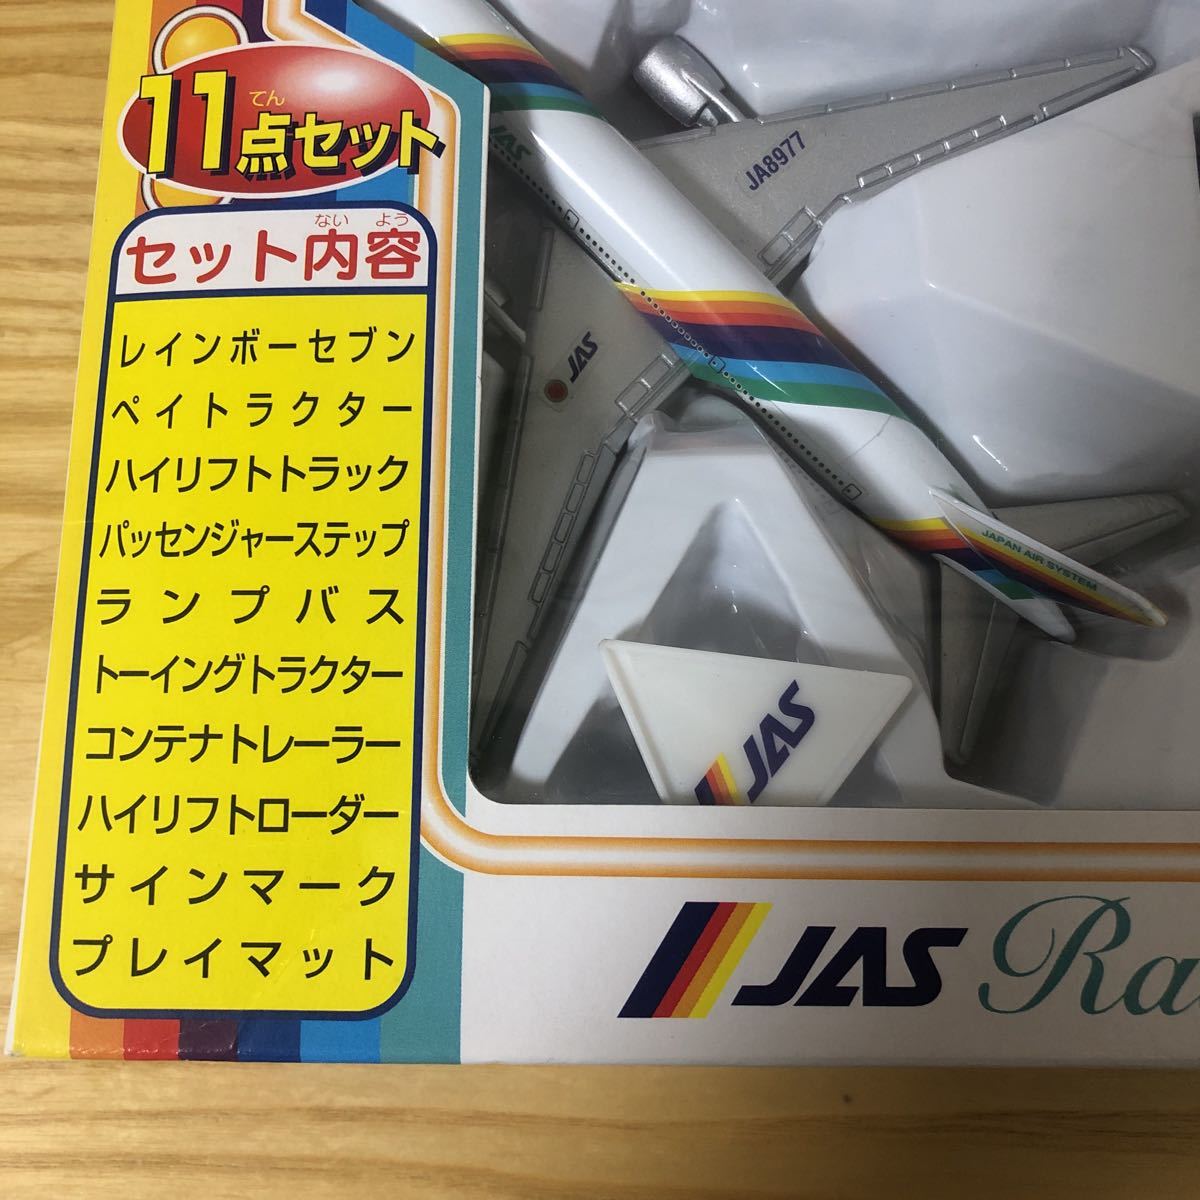 11点セット
てん
セット内容
ない よう
レインボーセブン
ペイトラクター
ハイリフトトラック
パッセンジャーステップ
ランプバス
トーイングトラクター
コンテナトレーラー
ハイリフトローダー
サインマーク
プレイマット
JAS
JA8977
JAS
JAPAN AIR SYSTEM
JAS
JAS Ra